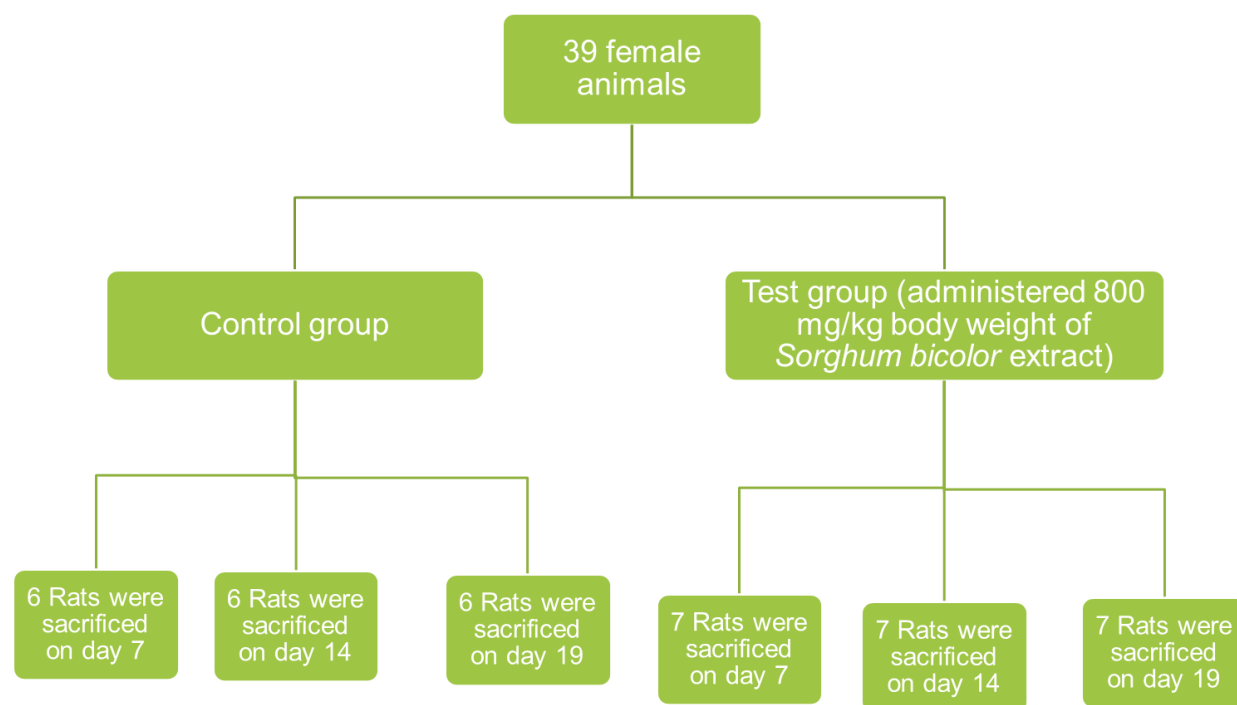 39 female
animals
Control group
Test group (administered 800
mg/kg body weight of
Sorghum bicolor extract)
6 Rats were
sacrificed
on day 7
6 Rats were
sacrificed
on day 14
6 Rats were
sacrificed
on day 19
7 Rats were
sacrificed
on day 7
7 Rats were
sacrificed
on day 14
7 Rats were
sacrificed
on day 19